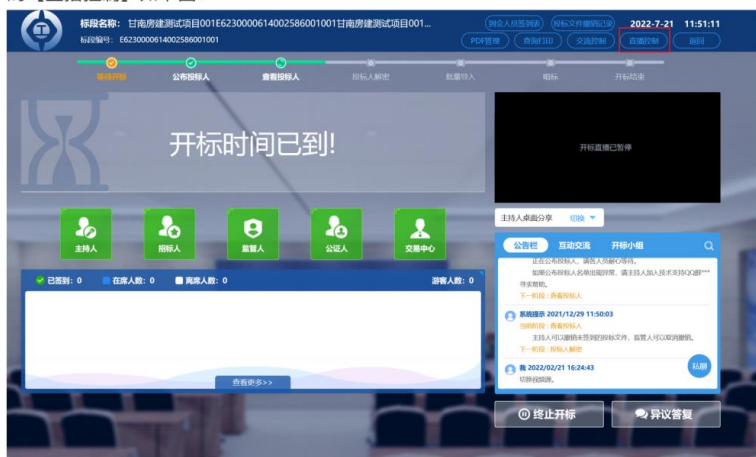 标段名称: 甘南房建测试项目001E6230000614002586001001甘南房建测试项目001...
到会人员签到表 投标文件撤销记录 2022-7-21 11:51:11
标段编号: E6230000614002586001001
PDF管理 查询打印 交流控制 直播控制 返回
等待开标 公布投标人 查看投标人 投标人解密 批量导入 唱标 开标结束
开标时间已到!
开标直播已暂停
主持人桌面分享 切换
主持人 招标人 监管人 公证人 交易中心
公告栏 互动交流 开标小组
已签到: 0 在席人数: 0 离席人数: 0 游客人数: 0
正在公布投标人, 请各人员耐心等待。
如果公布投标人名单出现异常, 请主持人加入技术支持QQ群***
寻求帮助。
下一阶段: 查看投标人
系统提示 2021/12/29 11:50:03
当前阶段: 查看投标人
主持人可以撤销未签到的投标文件, 监管人可以取消撤销。
下一阶段: 投标人解密
我 2022/02/21 16:24:43
切换视频源。
私聊
查看更多>>
终止开标 异议答复